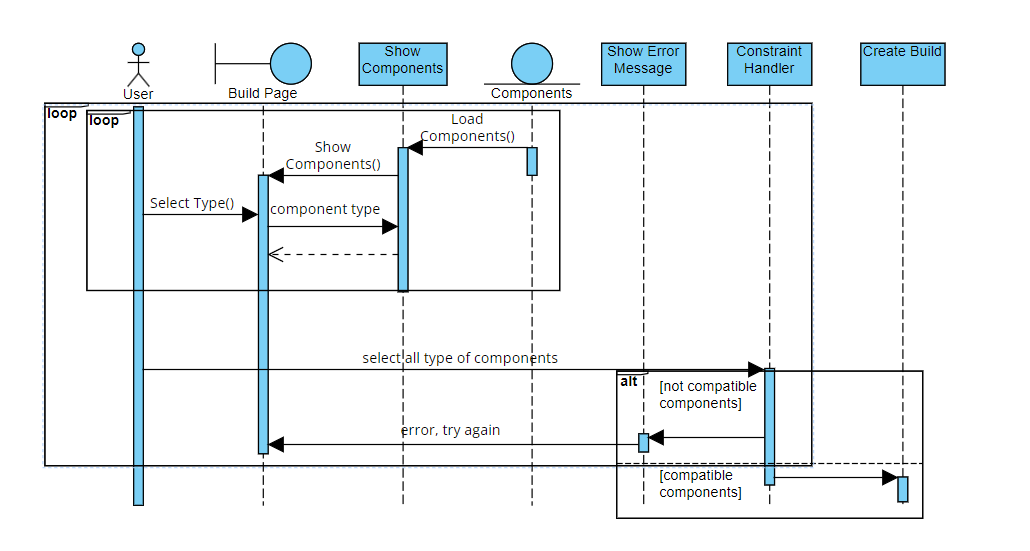 Show
Components
Show Error
Message
Constraint
Handler
Create Build
User
Build Page
Components
loop
loop
Load
Components()
Show
Components()
Select Type()
component type
select all type of components
alt
[not compatible
components]
error, try again
[compatible
components]